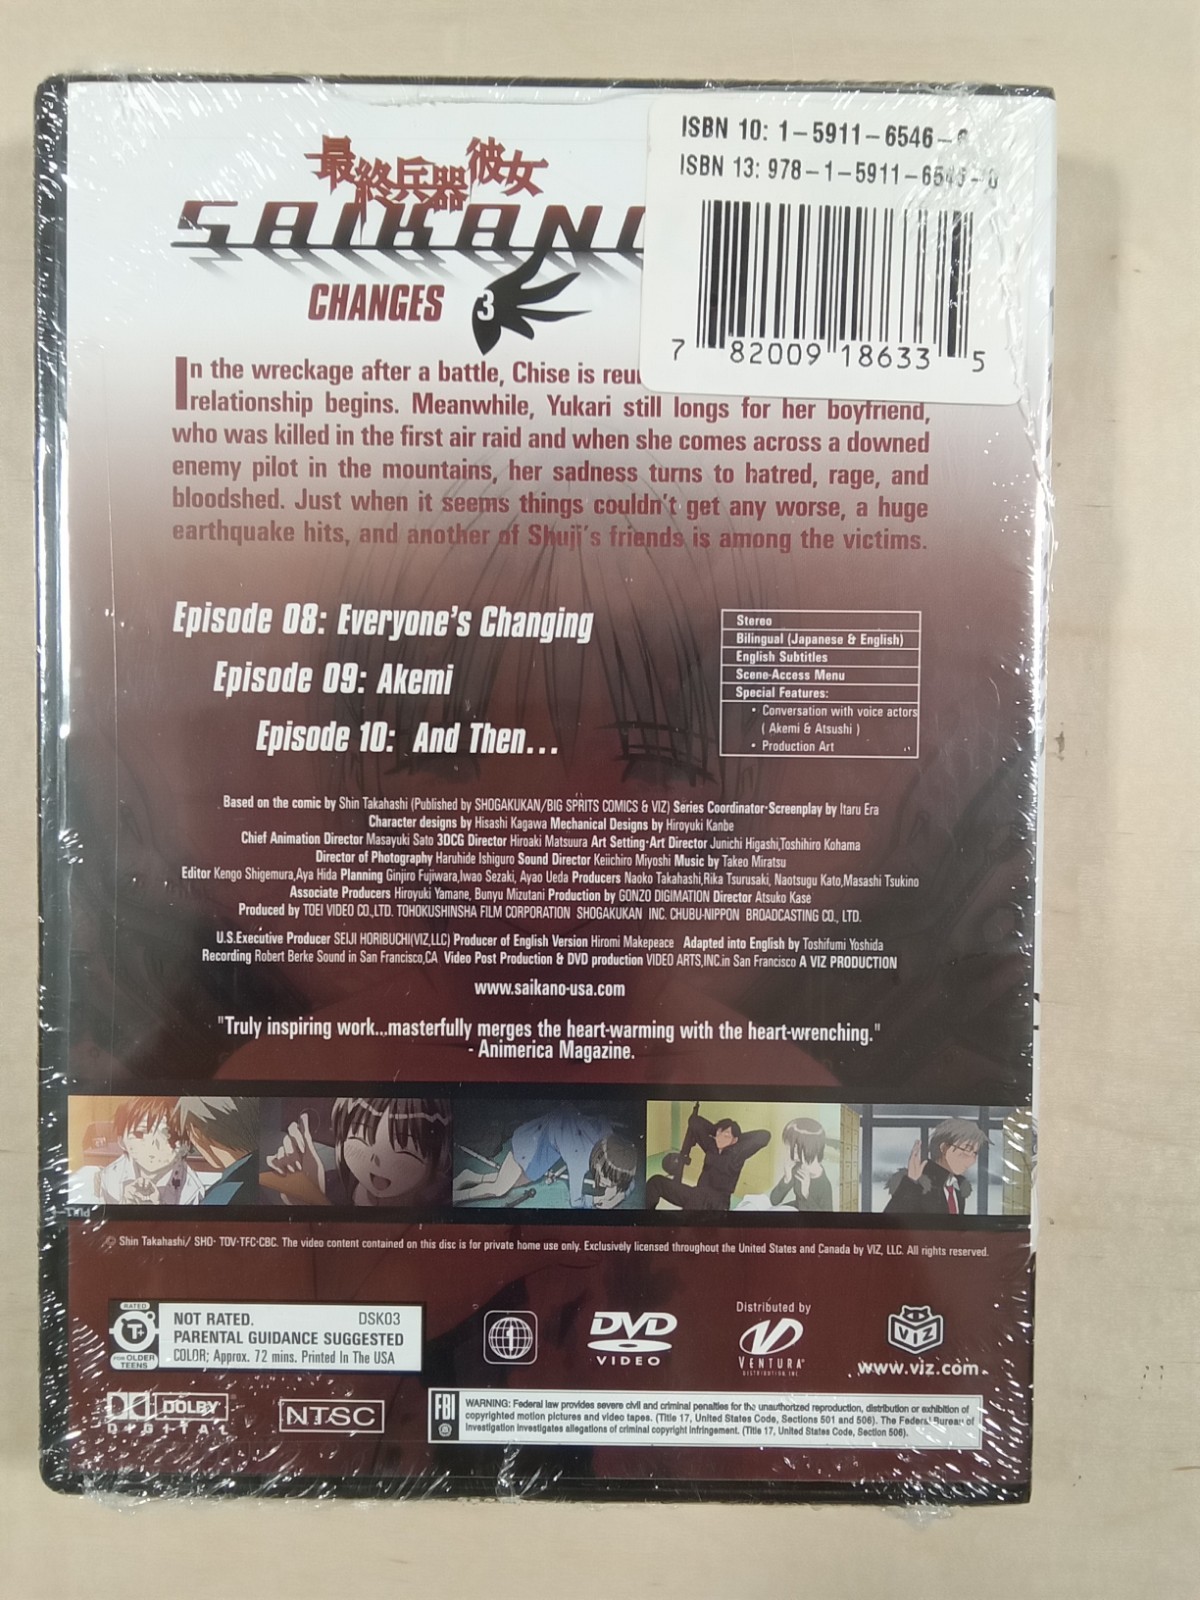 最終兵器彼女
SAIKANO
CHANGES 3
ISBN 10: 1-5911-6546-
ISBN 13: 978-1-5911-
7 82009 18633 5
In the wreckage after a battle, Chise is
relationship begins. Meanwhile, Yukari still longs for her boyfriend,
who was killed in the first air raid and when she comes across a downed
enemy pilot in the mountains, her sadness turns to hatred, rage, and
bloodshed. Just when it seems things couldn't get any worse, a huge
earthquake hits, and another of Shuji's friends is among the victims.
Episode 08: Everyone's Changing
Episode 09: Akemi
Episode 10: And Then...
Stereo
Bilingual (Japanese & English)
English Subtitles
Scene-Access Menu
Special Features:
• Conversation with voice actors
( Akemi & Atsushi )
• Production Art
Based on the comic by Shin Takahashi (Published by SHOGAKUKAN/BIG SPRITS COMICS & VIZ) Series Coordinator·Screenplay by Itaru Era
Character designs by Hisashi Kagawa Mechanical Designs by Hiroyuki Kanbe
Chief Animation Director Masayuki Sato 3DCG Director Hiroaki Matsuura Art Setting·Art Director Junichi Higashi,Toshihiro Kohama
Director of Photography Haruhide Ishiguro Sound Director Keiichiro Miyoshi Music by Takeo Miratsu
Editor Kengo Shigemura,Aya Hida Planning Ginjiro Fujiwara,Iwao Sezaki, Ayao Ueda Producers Naoko Takahashi,Rika Tsurusaki, Naotsugu Kato,Masashi Tsukino
Associate Producers Hiroyuki Yamane, Bunyu Mizutani Production by GONZO DIGIMATION Director Atsuko Kase
Produced by TOEI VIDEO CO.,LTD. TOHOKUSHINSHA FILM CORPORATION SHOGAKUKAN INC. CHUBU-NIPPON BROADCASTING CO., LTD.
U.S.Executive Producer SEIJI HORIBUCHI(VIZ,LLC) Producer of English Version Hiromi Makepeace Adapted into English by Toshifumi Yoshida
Recording Robert Berke Sound in San Francisco,CA Video Post Production & DVD production VIDEO ARTS,INC.in San Francisco A VIZ PRODUCTION
www.saikano-usa.com
"Truly inspiring work...masterfully merges the heart-warming with the heart-wrenching."
- Animerica Magazine.
© Shin Takahashi/ SHO· TOV·TFC·CBC. The video content contained on this disc is for private home use only. Exclusively licensed throughout the United States and Canada by VIZ, LLC. All rights reserved.
RATED
T+
FOR OLDER
TEENS
NOT RATED. DSK03
PARENTAL GUIDANCE SUGGESTED
COLOR; Approx. 72 mins. Printed In The USA
1
DVD
VIDEO
Distributed by
VENTURA
DISTRIBUTION, INC
VIZ
www.viz.com
DOLBY
DIGITAL
NTSC
FBI
WARNING: Federal law provides severe civil and criminal penalties for the unauthorized reproduction, distribution or exhibition of
copyrighted motion pictures and video tapes. (Title 17, United States Code, Sections 501 and 506). The Federal Bureau of
Investigation investigates allegations of criminal copyright infringement. (Title 17, United States Code, Section 506).